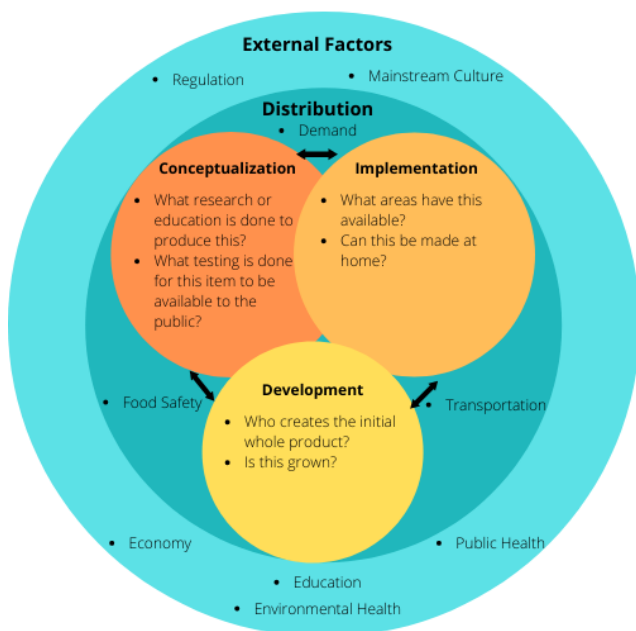 External Factors
• Regulation
• Mainstream Culture
Distribution
• Demand
Conceptualization
• What research or
education is done to
produce this?
• What testing is done
for this item to be
available to the
public?
Implementation
• What areas have this
available?
• Can this be made at
home?
Development
• Who creates the initial
whole product?
• Is this grown?
• Food Safety
• Transportation
• Economy
• Public Health
• Education
• Environmental Health